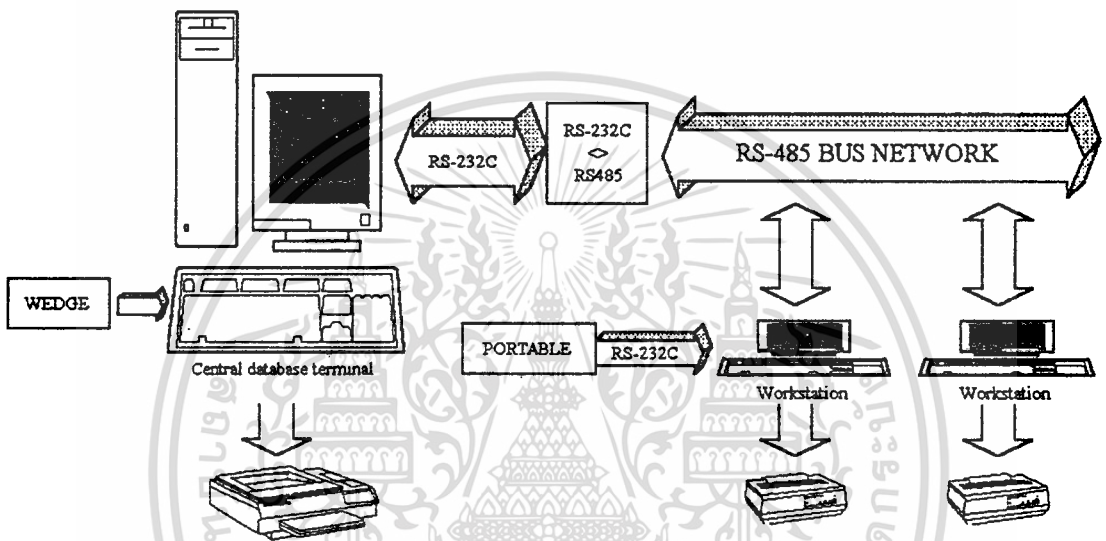 RS-232C
RS-232C
<>
RS485
RS-485 BUS NETWORK
WEDGE
Central database terminal
PORTABLE
RS-232C
Workstation
Workstation